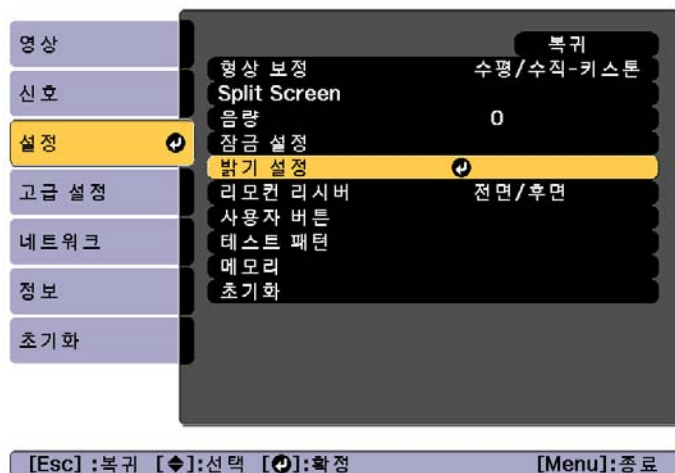 영상
신호
설정
고급 설정
네트워크
정보
초기화
복귀
형상 보정 수평/수직-키스톤
Split Screen
음량 0
잠금 설정
밝기 설정
리모컨 리시버 전면/후면
사용자 버튼
테스트 패턴
메모리
초기화
[Esc] :복귀 [◆]:선택 [↵]:확정 [Menu]:종료